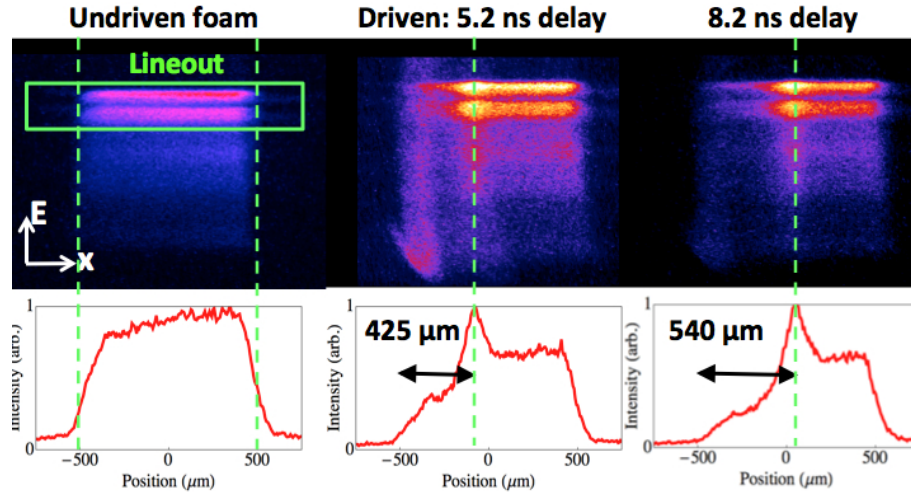 Undriven foam
Driven: 5.2 ns delay
8.2 ns delay
Lineout
E
x
1
Intensity (arb.)
0
−500
0
500
Position (μm)
425 μm
1
Intensity (arb.)
0
−500
0
500
Position (μm)
540 μm
1
Intensity (arb.)
0
−500
0
500
Position (μm)